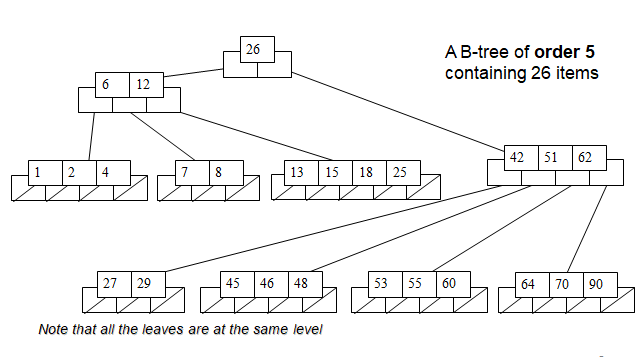 26
A B-tree of order 5
containing 26 items
6 12
42 51 62
1 2 4
7 8
13 15 18 25
27 29
45 46 48
53 55 60
64 70 90
Note that all the leaves are at the same level